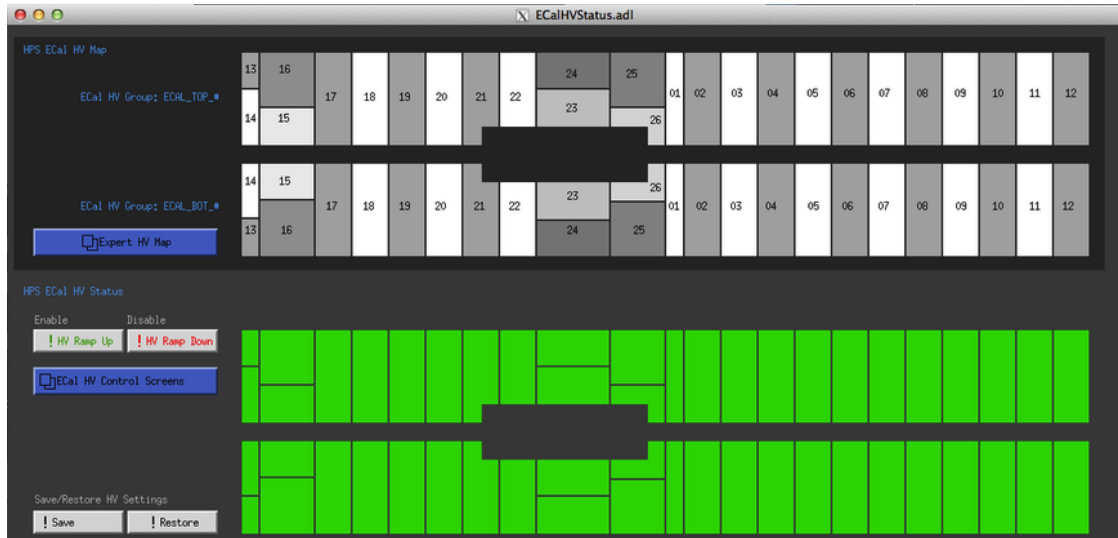 ECalHVStatus.adl
HPS ECal HV Map
13 16 24 25
ECal HV Group: ECAL_TOP_#
17 18 19 20 21 22 23 01 02 03 04 05 06 07 08 09 10 11 12
14 15 26
14 15 26
ECal HV Group: ECAL_BOT_#
17 18 19 20 21 22 23 01 02 03 04 05 06 07 08 09 10 11 12
13 16 24 25
Expert HV Map
HPS ECal HV Status
Enable Disable
! HV Ramp Up ! HV Ramp Down
ECal HV Control Screens
Save/Restore HV Settings
! Save ! Restore